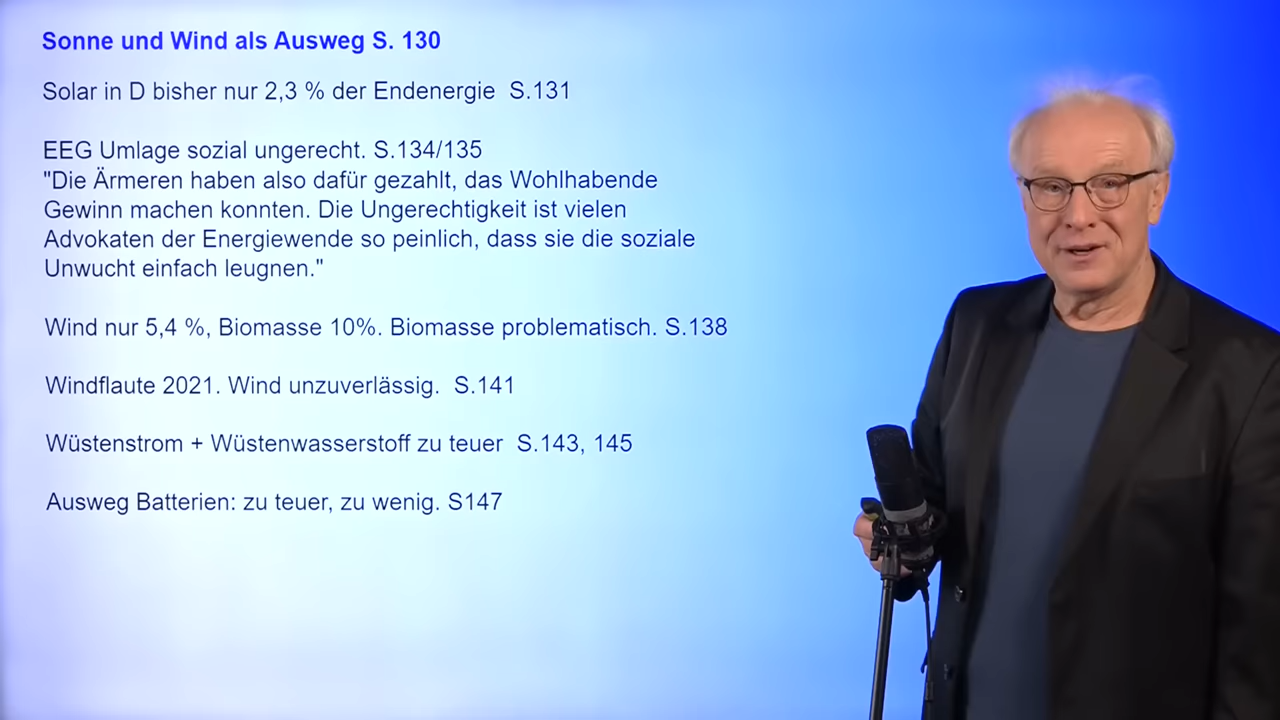 Sonne und Wind als Ausweg S. 130
Solar in D bisher nur 2,3 % der Endenergie S.131
EEG Umlage sozial ungerecht. S.134/135
"Die Ärmeren haben also dafür gezahlt, das Wohlhabende
Gewinn machen konnten. Die Ungerechtigkeit ist vielen
Advokaten der Energiewende so peinlich, dass sie die soziale
Unwucht einfach leugnen."
Wind nur 5,4 %, Biomasse 10%. Biomasse problematisch. S.138
Windflaute 2021. Wind unzuverlässig. S.141
Wüstenstrom + Wüstenwasserstoff zu teuer S.143, 145
Ausweg Batterien: zu teuer, zu wenig. S147